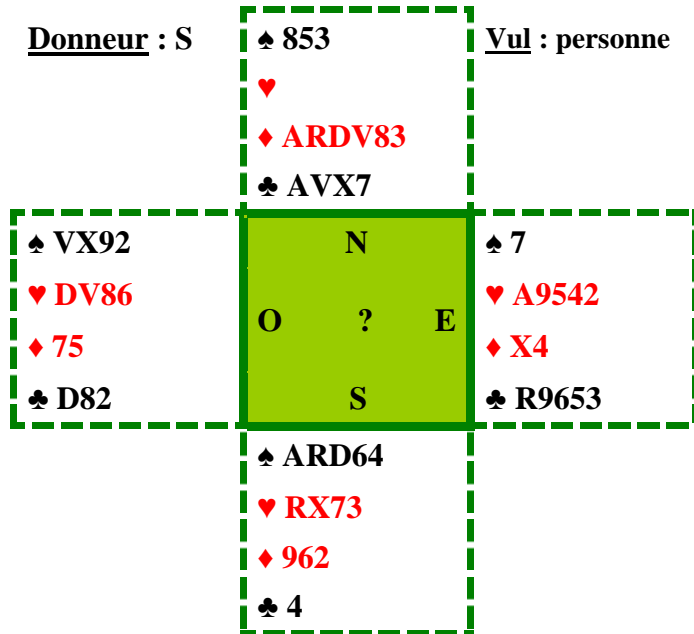 Donneur : S
♠ 853
Vul : personne
♥
♦ ARDV83
♣ AVX7
♠ VX92
♥ DV86
♦ 75
♣ D82
N
O ? E
S
♠ 7
♥ A9542
♦ X4
♣ R9653
♠ ARD64
♥ RX73
♦ 962
♣ 4